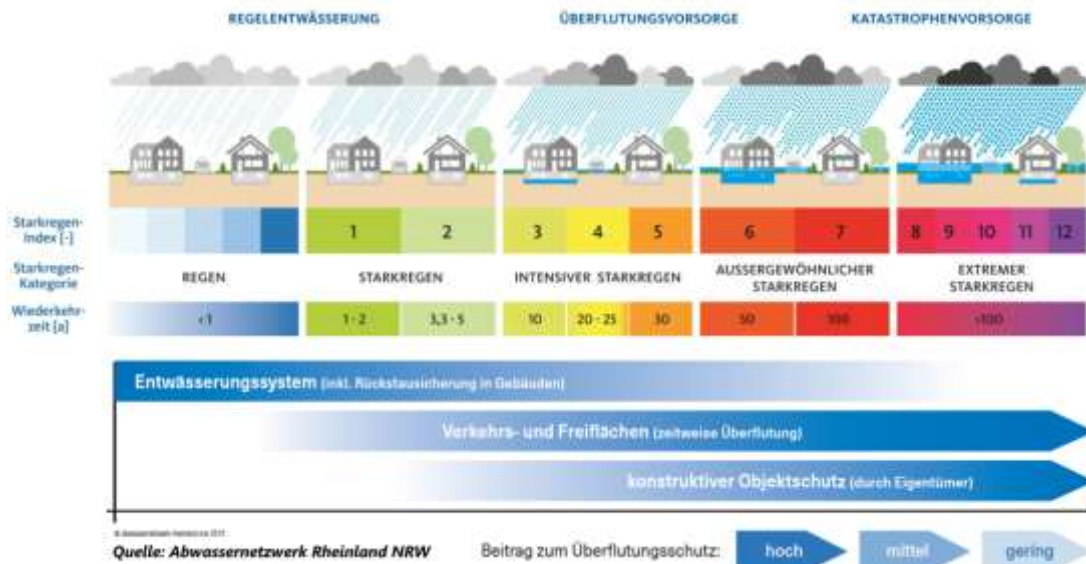 REGELENTWÄSSERUNG ÜBERFLUTUNGSVORSORGE KATASTROPHENVORSORGE
Starkregen-
Index [-]
1 2 3 4 5 6 7 8 9 10 11 12
Starkregen-
Kategorie
REGEN STARKREGEN INTENSIVER STARKREGEN AUSSERGEWÖHNLICHER
STARKREGEN EXTREMER
STARKREGEN
Wiederkehr-
zeit [a]
<1 1 - 2 3,3 - 5 10 20 - 25 30 50 100 >100
Entwässerungssystem (inkl. Rückstausicherung in Gebäuden)
Verkehrs- und Freiflächen (zeitweise Überflutung)
konstruktiver Objektschutz (durch Eigentümer)
Quelle: Abwassernetzwerk Rheinland NRW
Beitrag zum Überflutungsschutz: hoch mittel gering